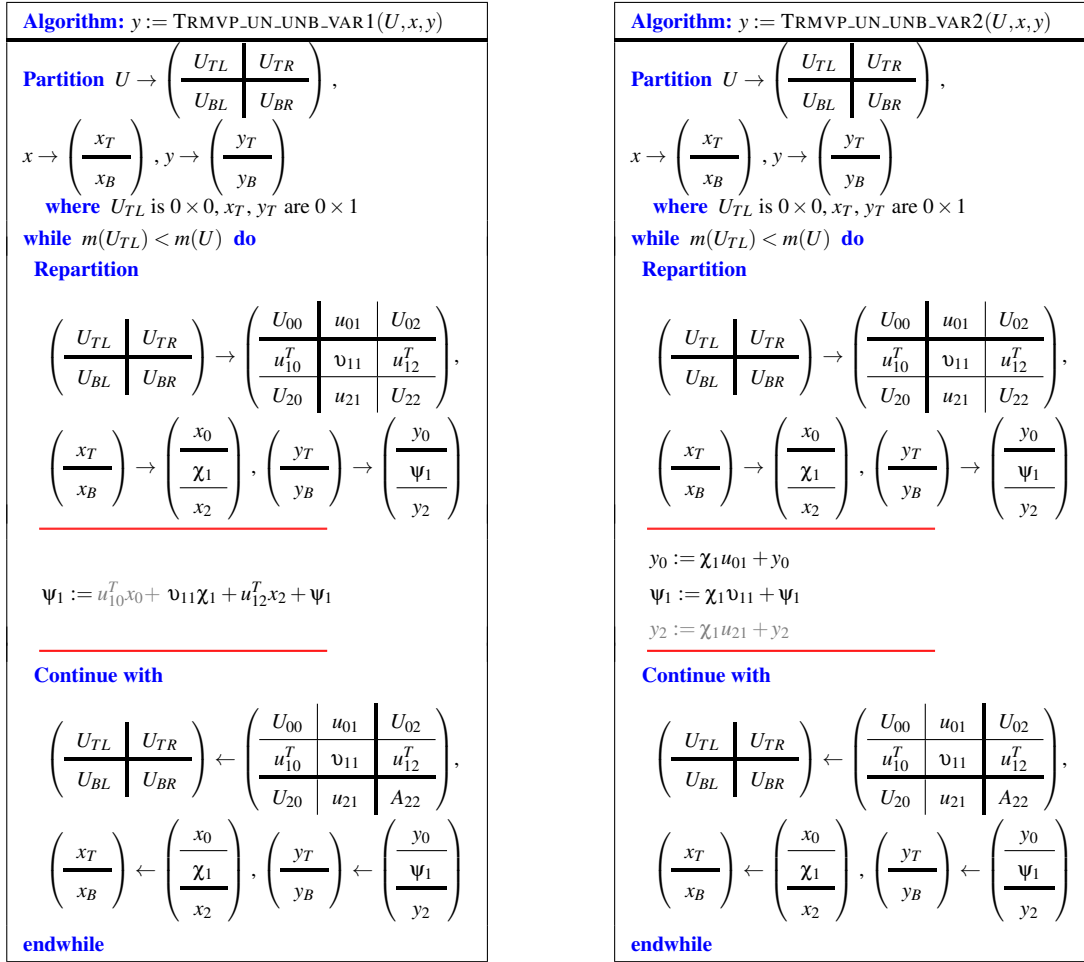 Algorithm: y := TRMVP_UN_UNB_VAR1(U,x,y)
Partition U → ( U_TL U_TR
U_BL U_BR ) ,
x → ( x_T
x_B ) , y → ( y_T
y_B )
where U_TL is 0 × 0, x_T, y_T are 0 × 1
while m(U_TL) < m(U) do
Repartition
( U_TL U_TR
U_BL U_BR ) → ( U_00 u_01 U_02
u_10^T υ_11 u_12^T
U_20 u_21 U_22 ) ,
( x_T
x_B ) → ( x_0
χ_1
x_2 ) , ( y_T
y_B ) → ( y_0
ψ_1
y_2 )
ψ_1 := u_10^T x_0 + υ_11 χ_1 + u_12^T x_2 + ψ_1
Continue with
( U_TL U_TR
U_BL U_BR ) ← ( U_00 u_01 U_02
u_10^T υ_11 u_12^T
U_20 u_21 A_22 ) ,
( x_T
x_B ) ← ( x_0
χ_1
x_2 ) , ( y_T
y_B ) ← ( y_0
ψ_1
y_2 )
endwhile
Algorithm: y := TRMVP_UN_UNB_VAR2(U,x,y)
Partition U → ( U_TL U_TR
U_BL U_BR ) ,
x → ( x_T
x_B ) , y → ( y_T
y_B )
where U_TL is 0 × 0, x_T, y_T are 0 × 1
while m(U_TL) < m(U) do
Repartition
( U_TL U_TR
U_BL U_BR ) → ( U_00 u_01 U_02
u_10^T υ_11 u_12^T
U_20 u_21 U_22 ) ,
( x_T
x_B ) → ( x_0
χ_1
x_2 ) , ( y_T
y_B ) → ( y_0
ψ_1
y_2 )
y_0 := χ_1 u_01 + y_0
ψ_1 := χ_1 υ_11 + ψ_1
y_2 := χ_1 u_21 + y_2
Continue with
( U_TL U_TR
U_BL U_BR ) ← ( U_00 u_01 U_02
u_10^T υ_11 u_12^T
U_20 u_21 A_22 ) ,
( x_T
x_B ) ← ( x_0
χ_1
x_2 ) , ( y_T
y_B ) ← ( y_0
ψ_1
y_2 )
endwhile